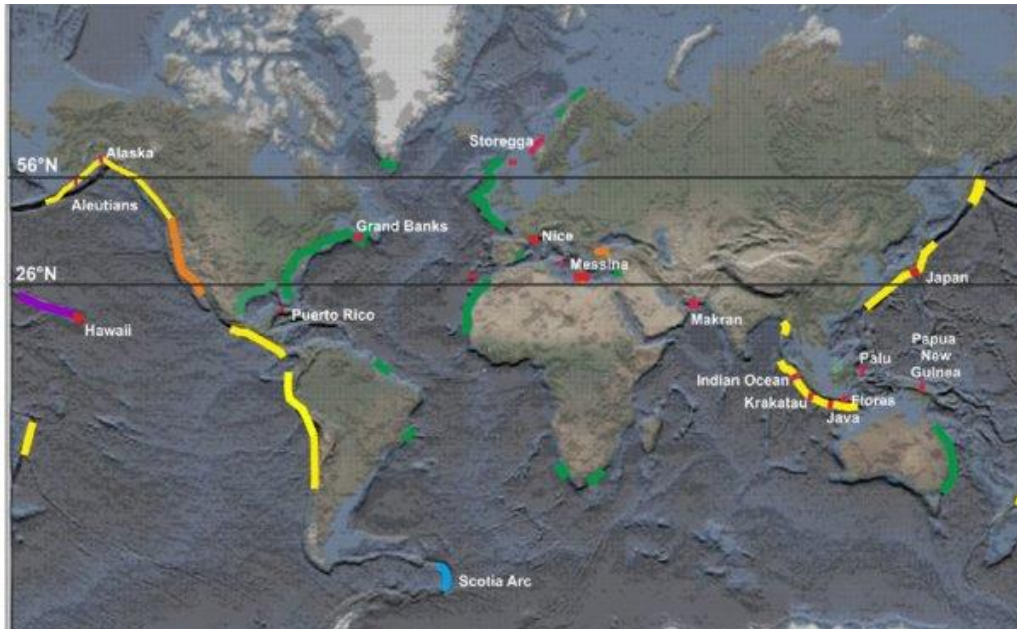 Storegga
Alaska
56°N
Aleutians
Grand Banks
Nice
Messina
26°N
Japan
Puerto Rico
Hawaii
Makran
Papua
New
Guinea
Palu
Indian Ocean
Krakatau
Flores
Java
Scotia Arc